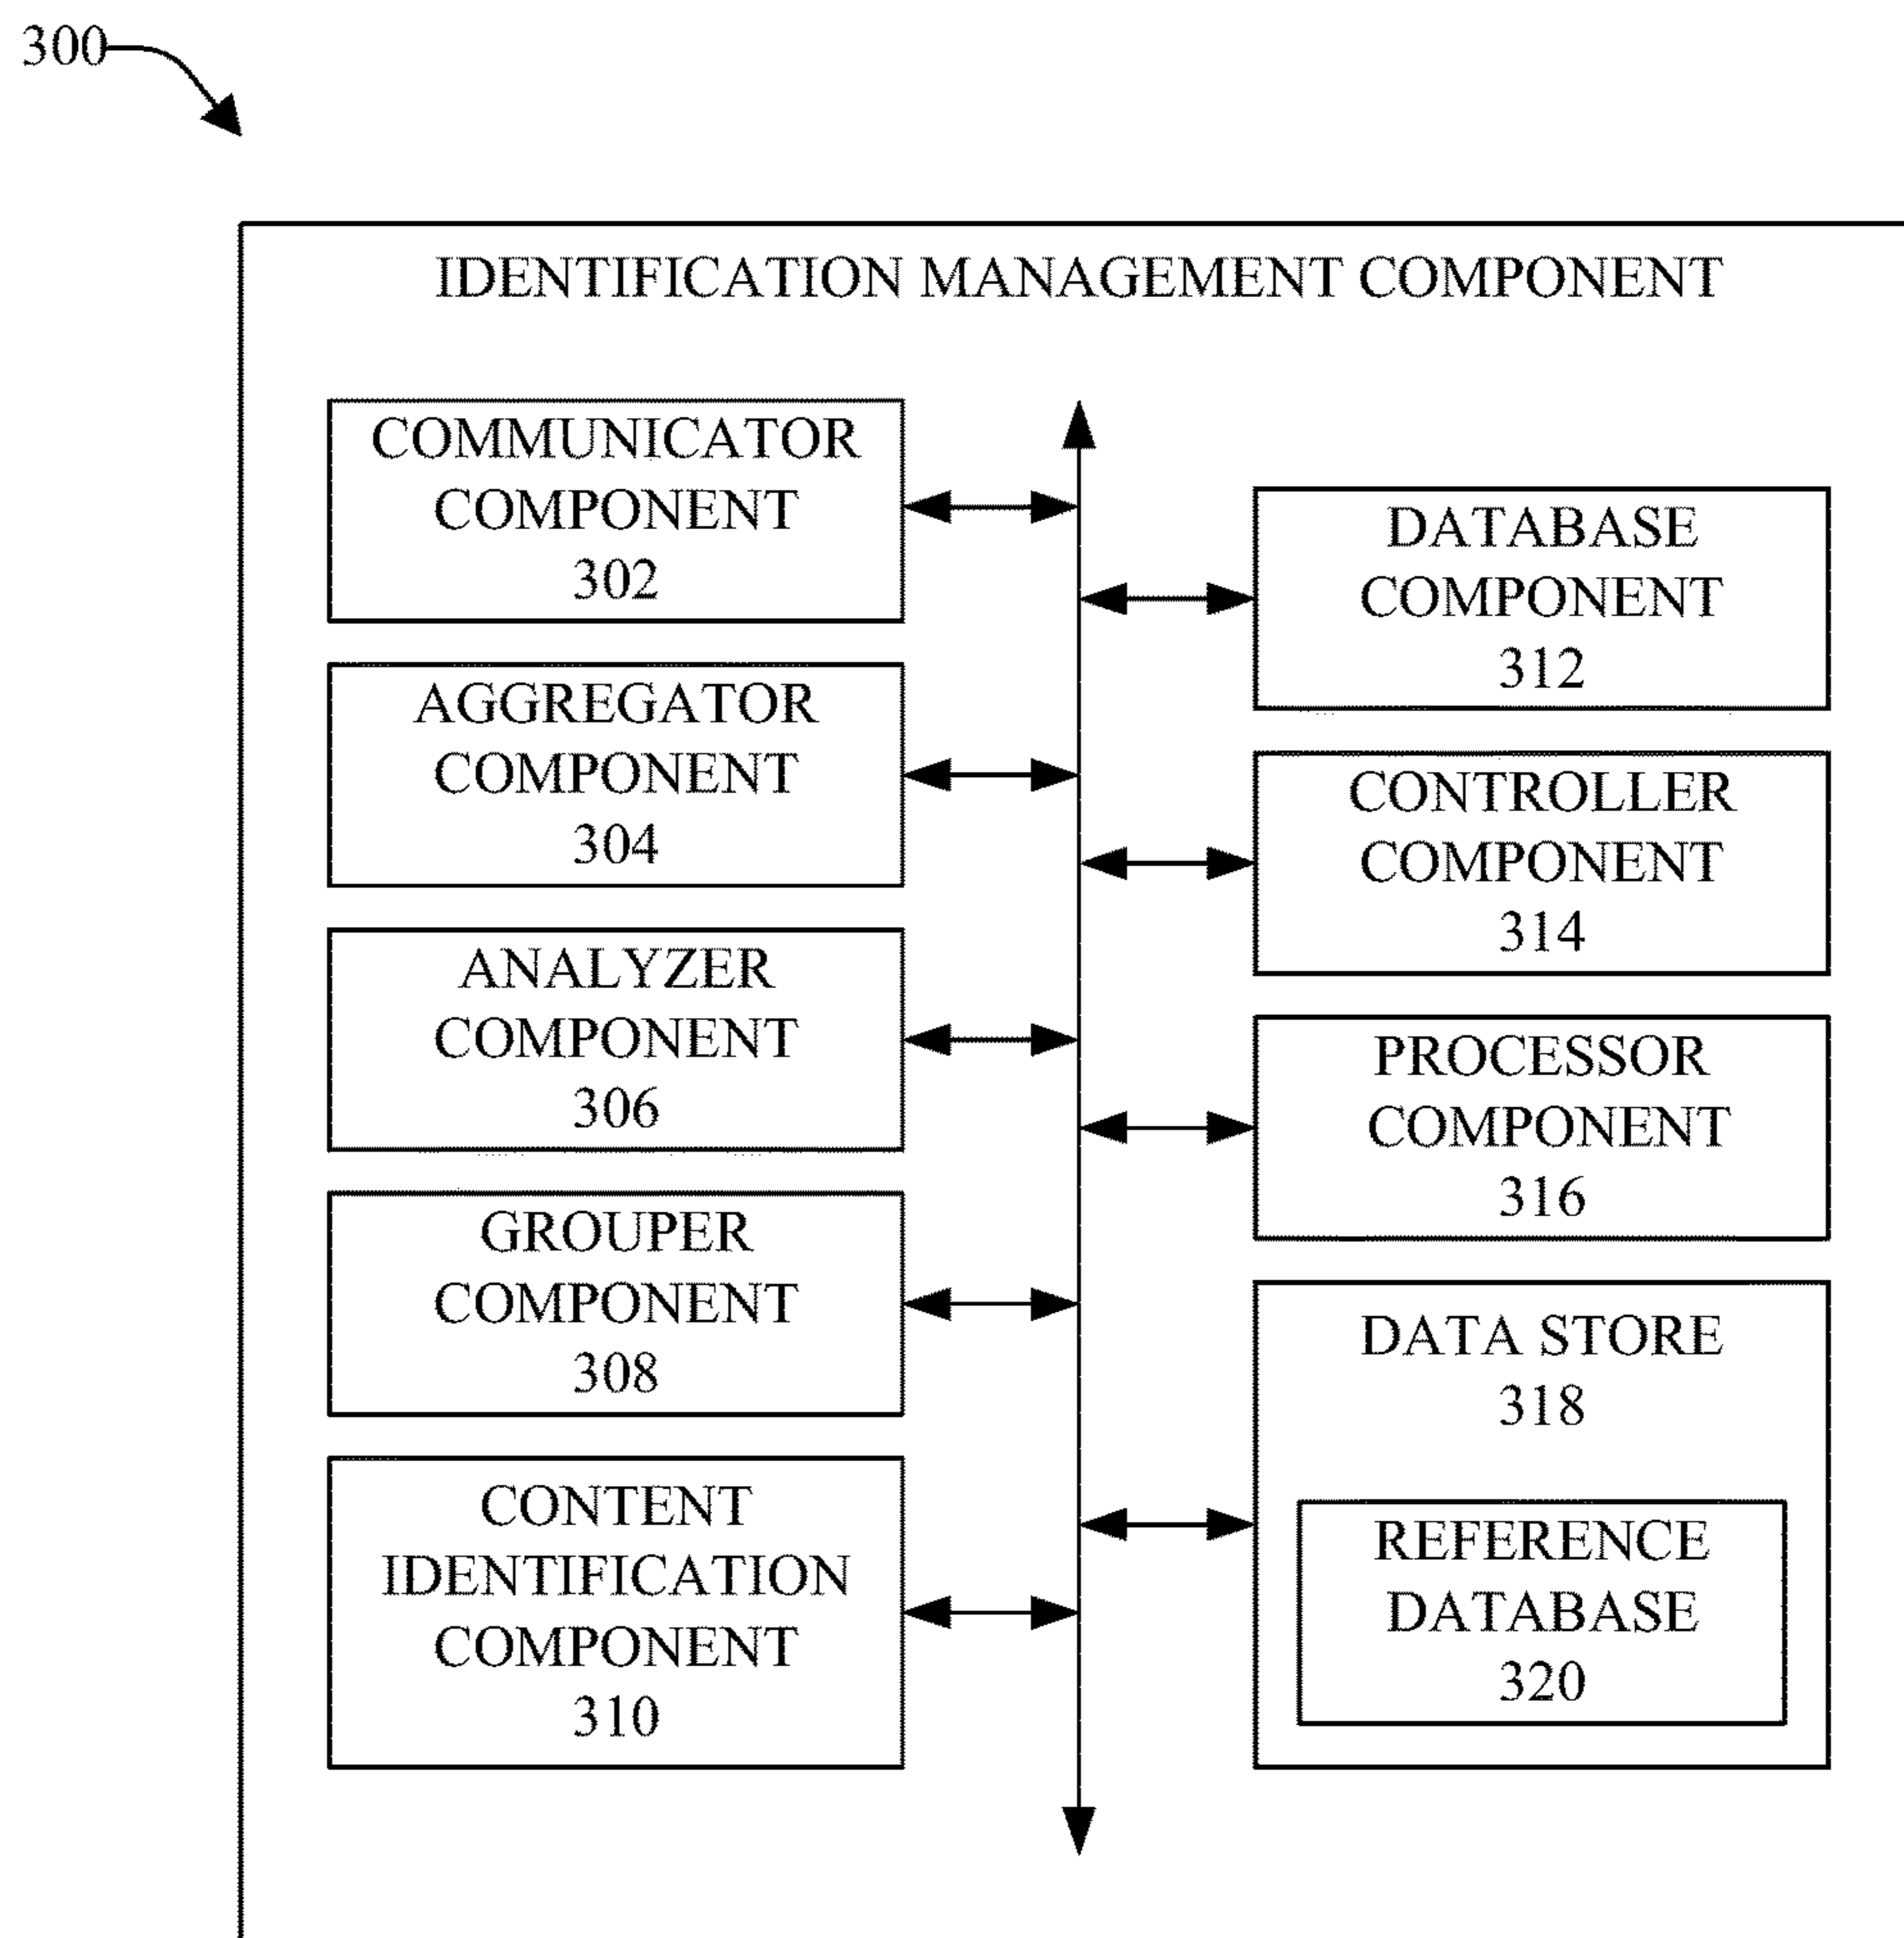 300
IDENTIFICATION MANAGEMENT COMPONENT
COMMUNICATOR
COMPONENT
302
AGGREGATOR
COMPONENT
304
ANALYZER
COMPONENT
306
GROUPER
COMPONENT
308
CONTENT
IDENTIFICATION
COMPONENT
310
DATABASE
COMPONENT
312
CONTROLLER
COMPONENT
314
PROCESSOR
COMPONENT
316
DATA STORE
318
REFERENCE
DATABASE
320